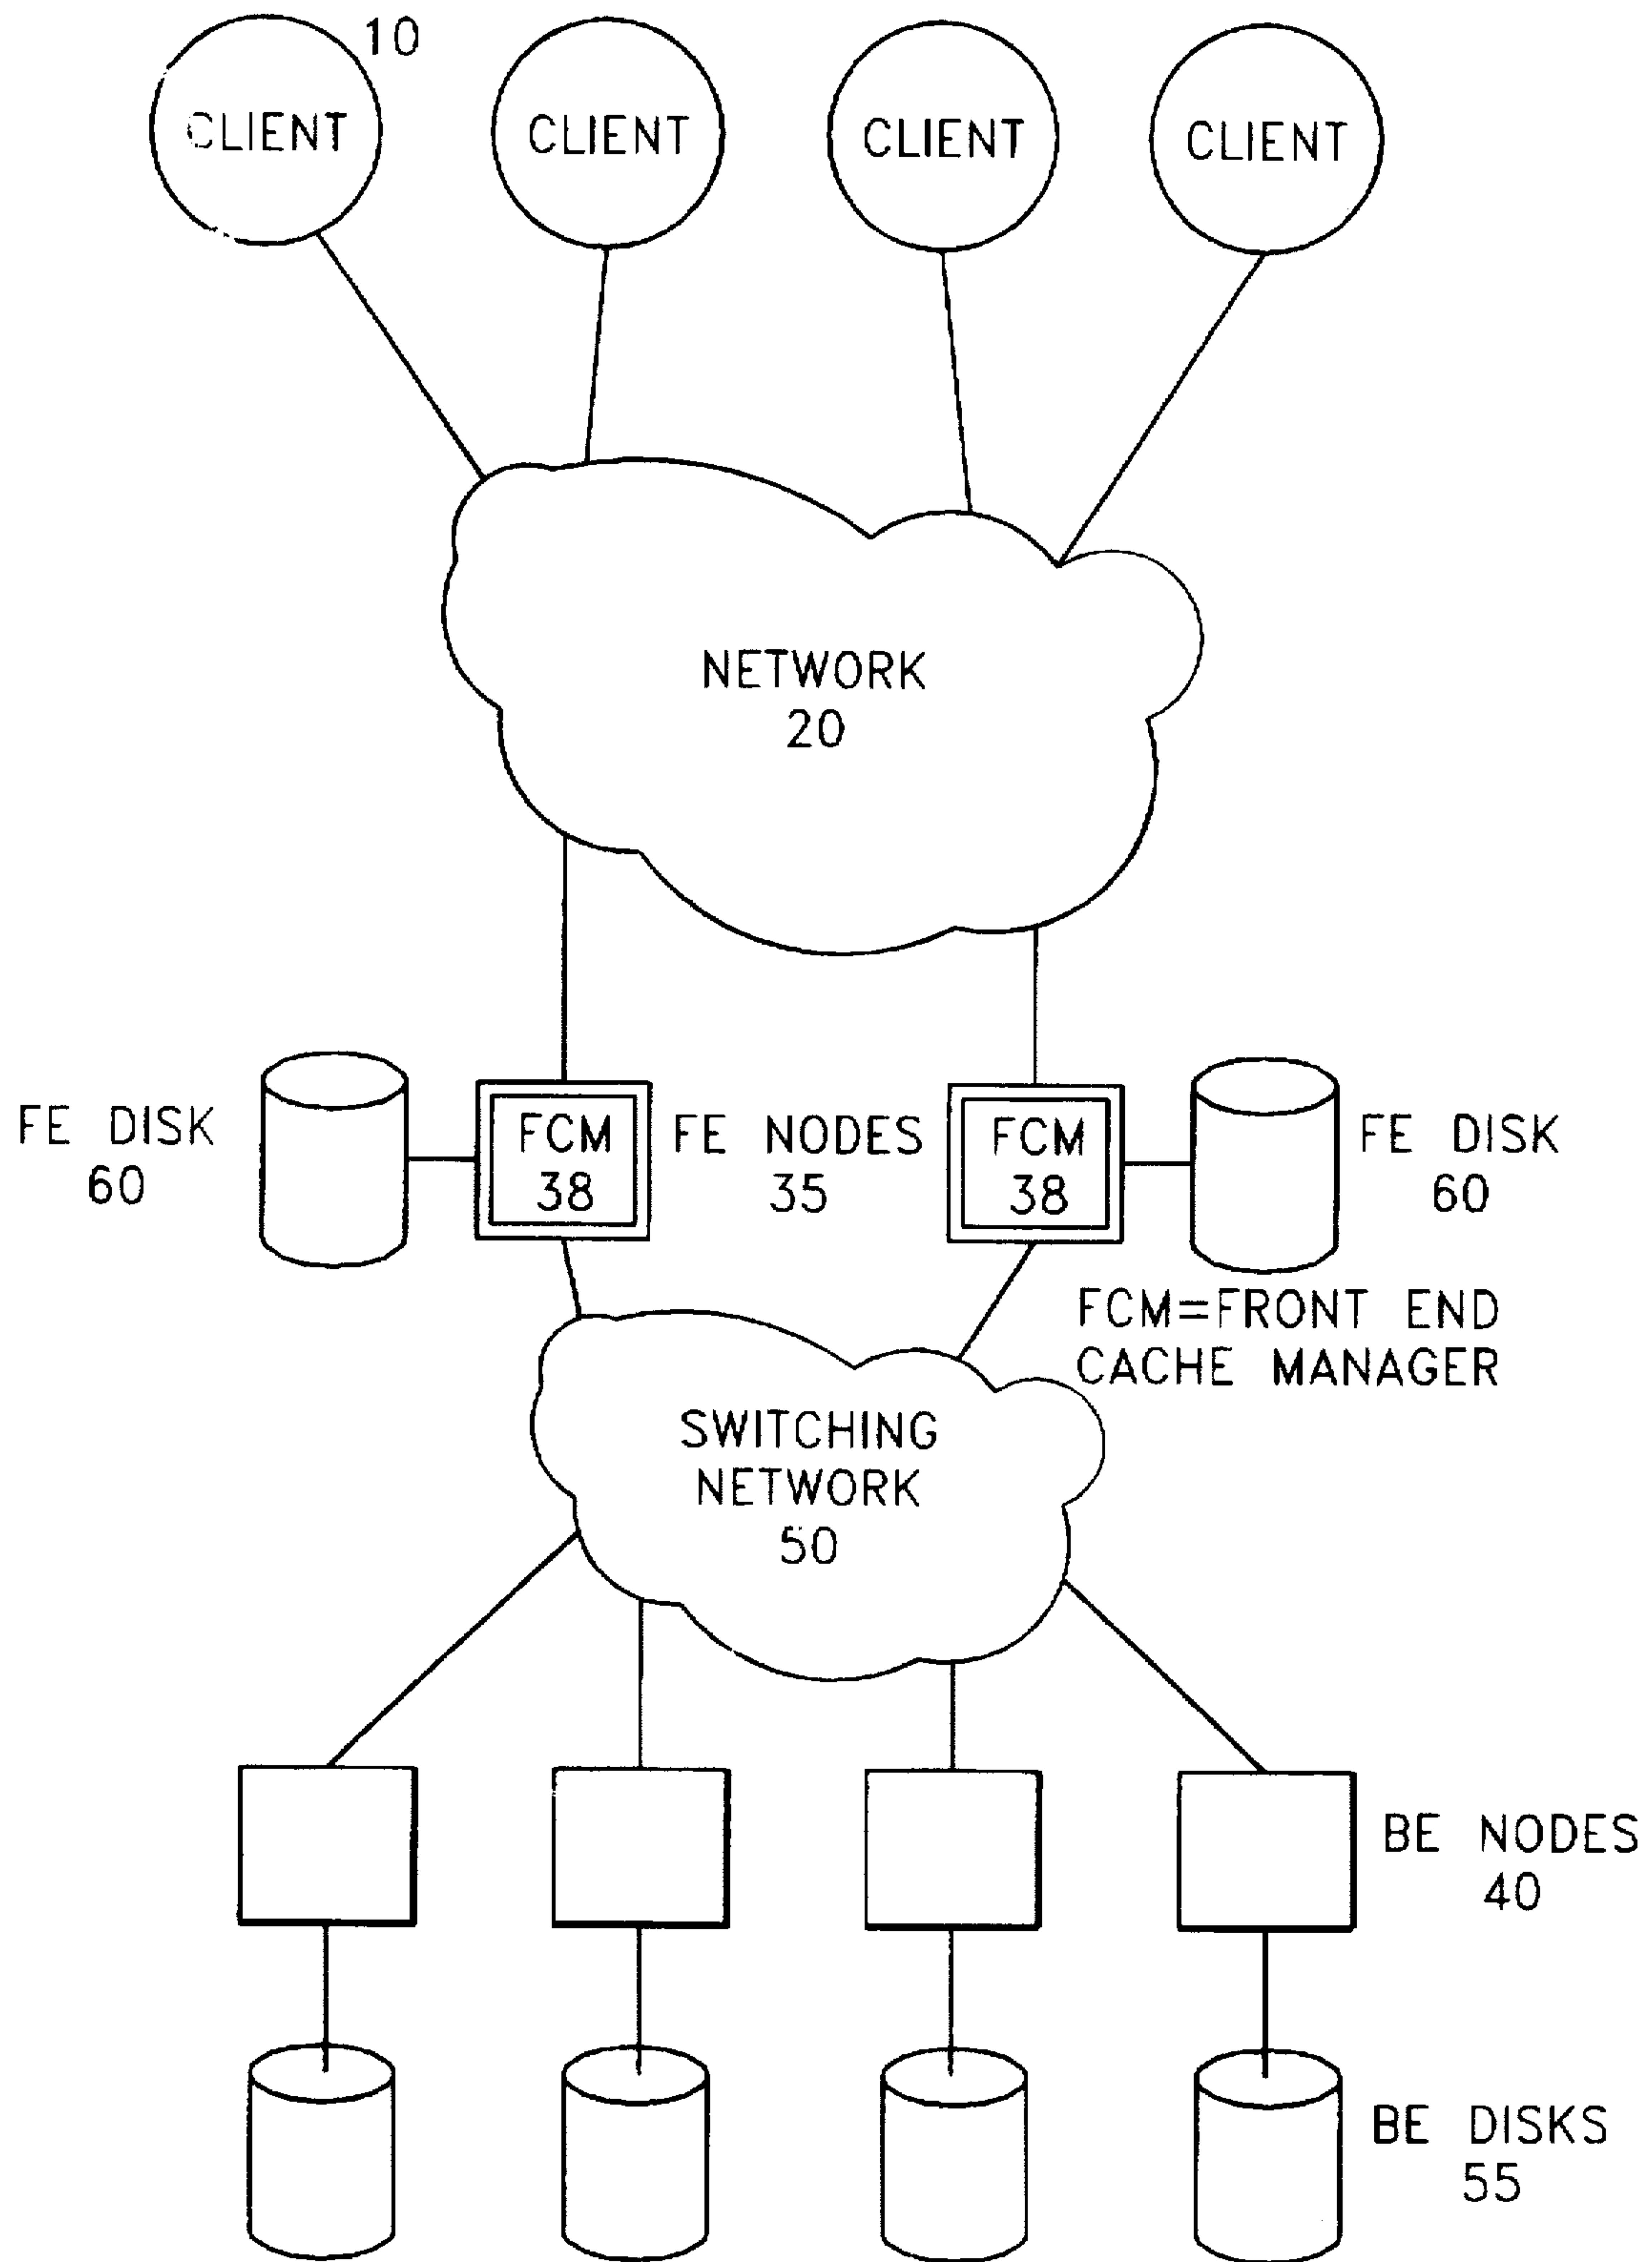 10
CLIENT
CLIENT
CLIENT
CLIENT
NETWORK
20
FE DISK
60
FCM
38
FE NODES
35
FCM
38
FE DISK
60
FCM=FRONT END
CACHE MANAGER
SWITCHING
NETWORK
50
BE NODES
40
BE DISKS
55